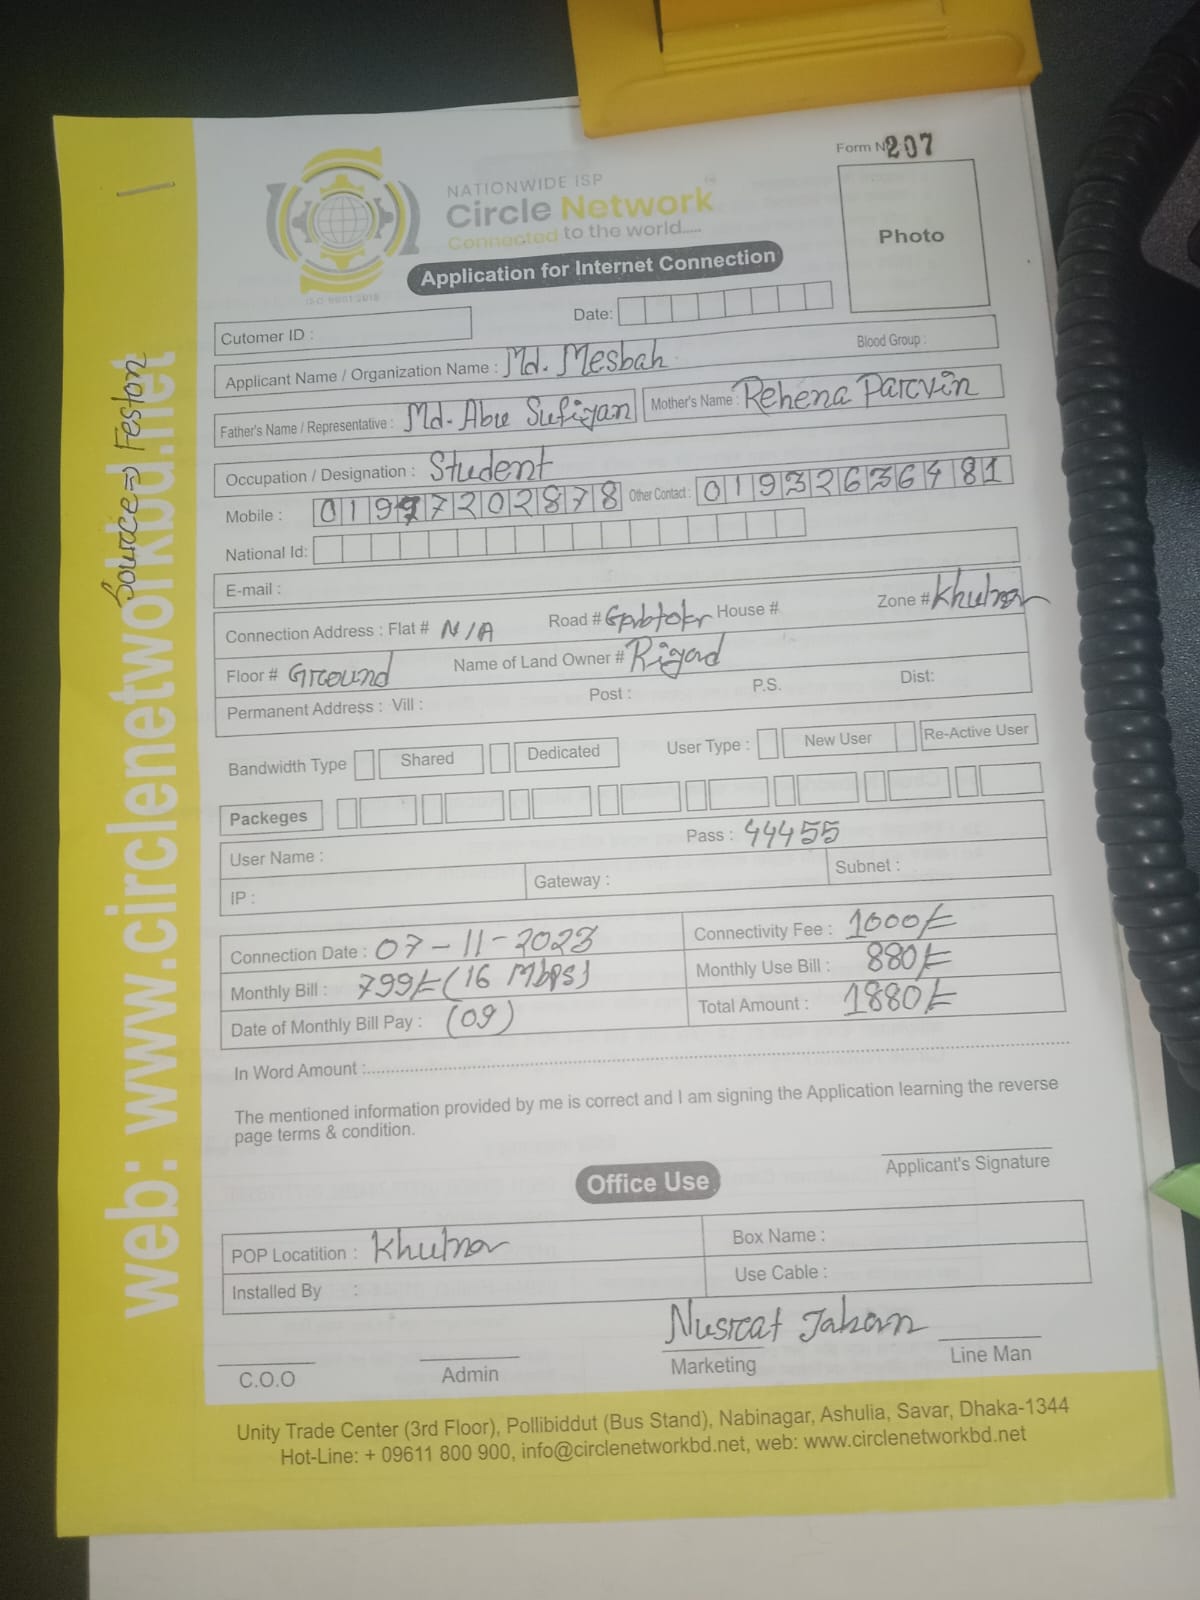 Form N 207
NATIONWIDE ISP
Circle Network
Connected to the world.....
Photo
Application for Internet Connection
ISO 9001:2015
Date:
Cutomer ID :
Applicant Name / Organization Name : Md. Mesbah
Blood Group :
Father's Name / Representative : Md. Abu Sufiyan Mother's Name : Rehena Parvin
Occupation / Designation : Student
Mobile : 01997202878 Other Contact : 01932636481
National Id:
E-mail :
Connection Address : Flat # N/A Road # House # Zone #
Floor # Ground Name of Land Owner # Riyad
Permanent Address : Vill : Post : P.S. Dist:
Bandwidth Type Shared Dedicated User Type : New User Re-Active User
Packeges
User Name : Pass : 44455
IP : Gateway : Subnet :
Connection Date : 07-11-2023 Connectivity Fee : 1000/-
Monthly Bill : 799/- (16 Mbps) Monthly Use Bill : 880/-
Date of Monthly Bill Pay : (09) Total Amount : 1880/-
In Word Amount :
The mentioned information provided by me is correct and I am signing the Application learning the reverse
page terms & condition.
Applicant's Signature
Office Use
POP Locatition : Box Name :
Installed By : Use Cable :
Nusrat Jahan
C.O.O Admin Marketing Line Man
Unity Trade Center (3rd Floor), Pollibiddut (Bus Stand), Nabinagar, Ashulia, Savar, Dhaka-1344
Hot-Line: + 09611 800 900, info@circlenetworkbd.net, web: www.circlenetworkbd.net
web: www.circlenetworkbd.net
Source => Feston